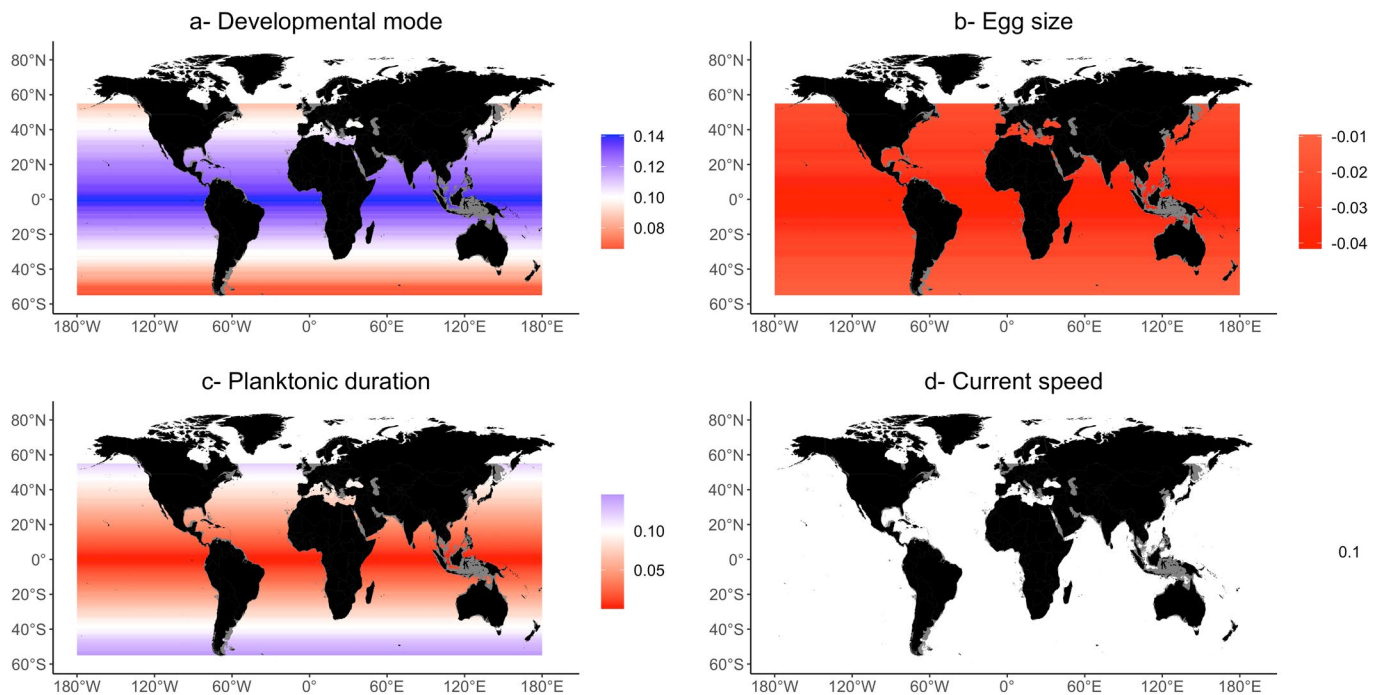 a- Developmental mode
80°N
60°N
40°N
20°N
0°
20°S
40°S
60°S
180°W 120°W 60°W 0° 60°E 120°E 180°E
0.14
0.12
0.10
0.08
b- Egg size
80°N
60°N
40°N
20°N
0°
20°S
40°S
60°S
180°W 120°W 60°W 0° 60°E 120°E 180°E
-0.01
-0.02
-0.03
-0.04
c- Planktonic duration
80°N
60°N
40°N
20°N
0°
20°S
40°S
60°S
180°W 120°W 60°W 0° 60°E 120°E 180°E
0.10
0.05
d- Current speed
80°N
60°N
40°N
20°N
0°
20°S
40°S
60°S
180°W 120°W 60°W 0° 60°E 120°E 180°E
0.1